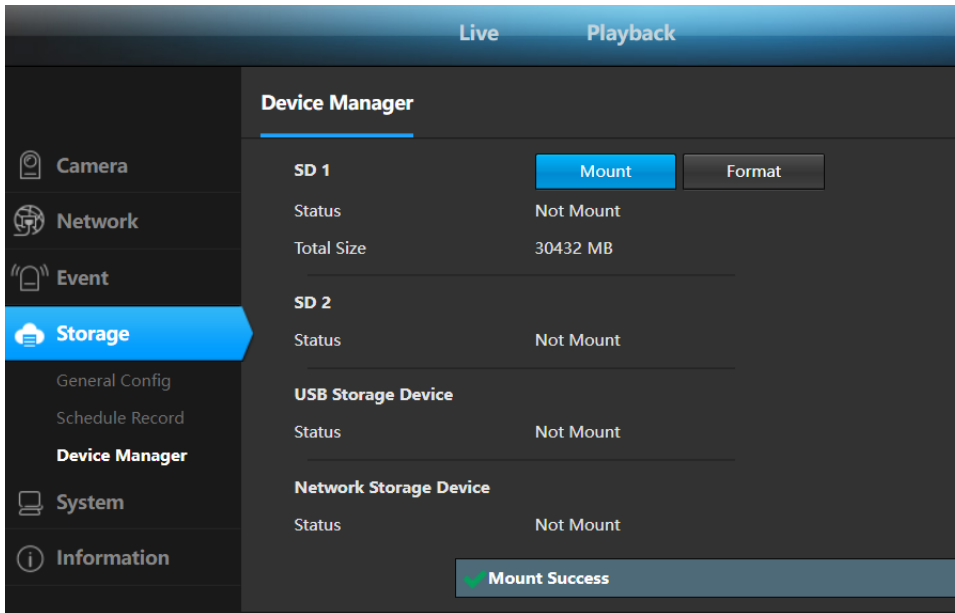 Live Playback
Device Manager
Camera
Network
Event
Storage
General Config
Schedule Record
Device Manager
System
Information
SD 1 Mount Format
Status Not Mount
Total Size 30432 MB
SD 2
Status Not Mount
USB Storage Device
Status Not Mount
Network Storage Device
Status Not Mount
Mount Success